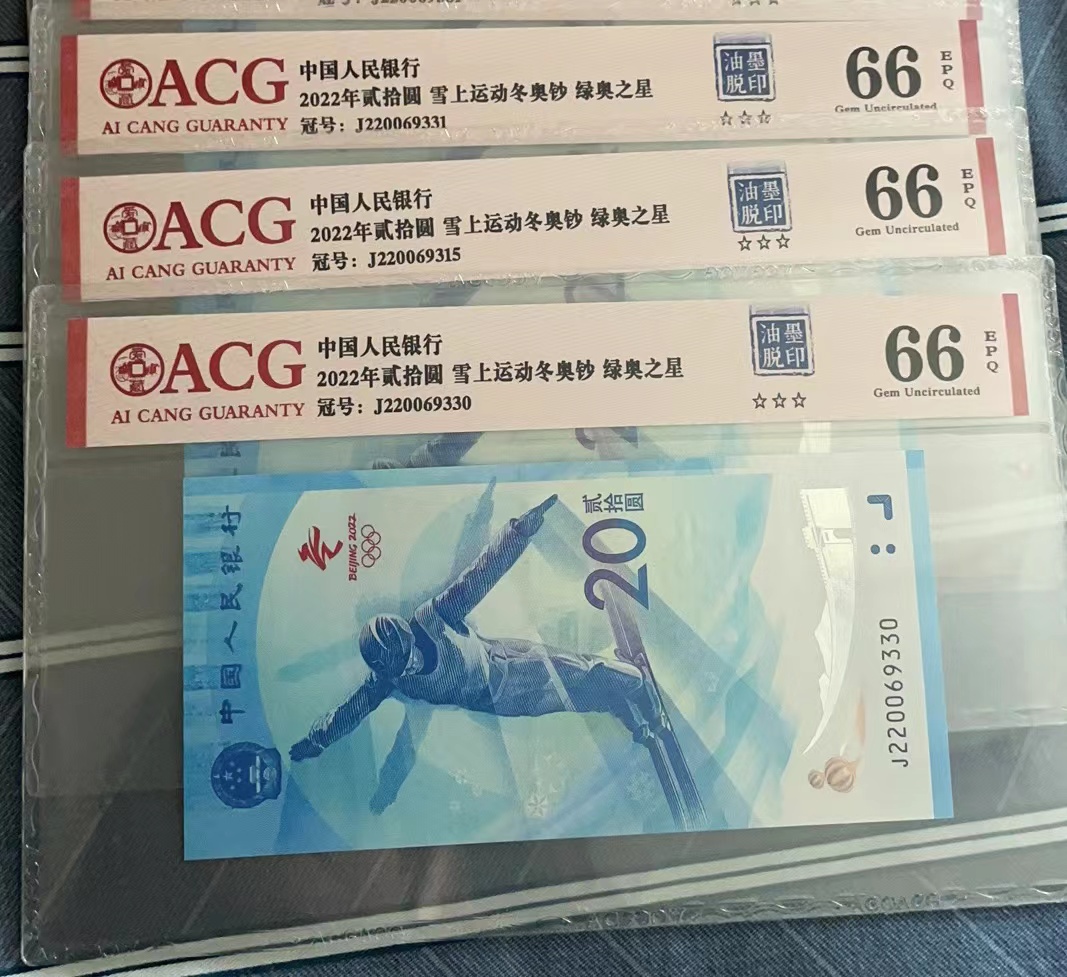 ACG
AI CANG GUARANTY
中国人民银行
2022年贰拾圆 雪上运动冬奥钞 绿奥之星
冠号：J220069331
油墨
脱印
☆☆☆
66
EPQ
Gem Uncirculated
ACG
AI CANG GUARANTY
中国人民银行
2022年贰拾圆 雪上运动冬奥钞 绿奥之星
冠号：J220069315
油墨
脱印
☆☆☆
66
EPQ
Gem Uncirculated
ACG
AI CANG GUARANTY
中国人民银行
2022年贰拾圆 雪上运动冬奥钞 绿奥之星
冠号：J220069330
油墨
脱印
☆☆☆
66
EPQ
Gem Uncirculated
中国人民银行
BEIJING 2022
20
贰拾圆
J220069330